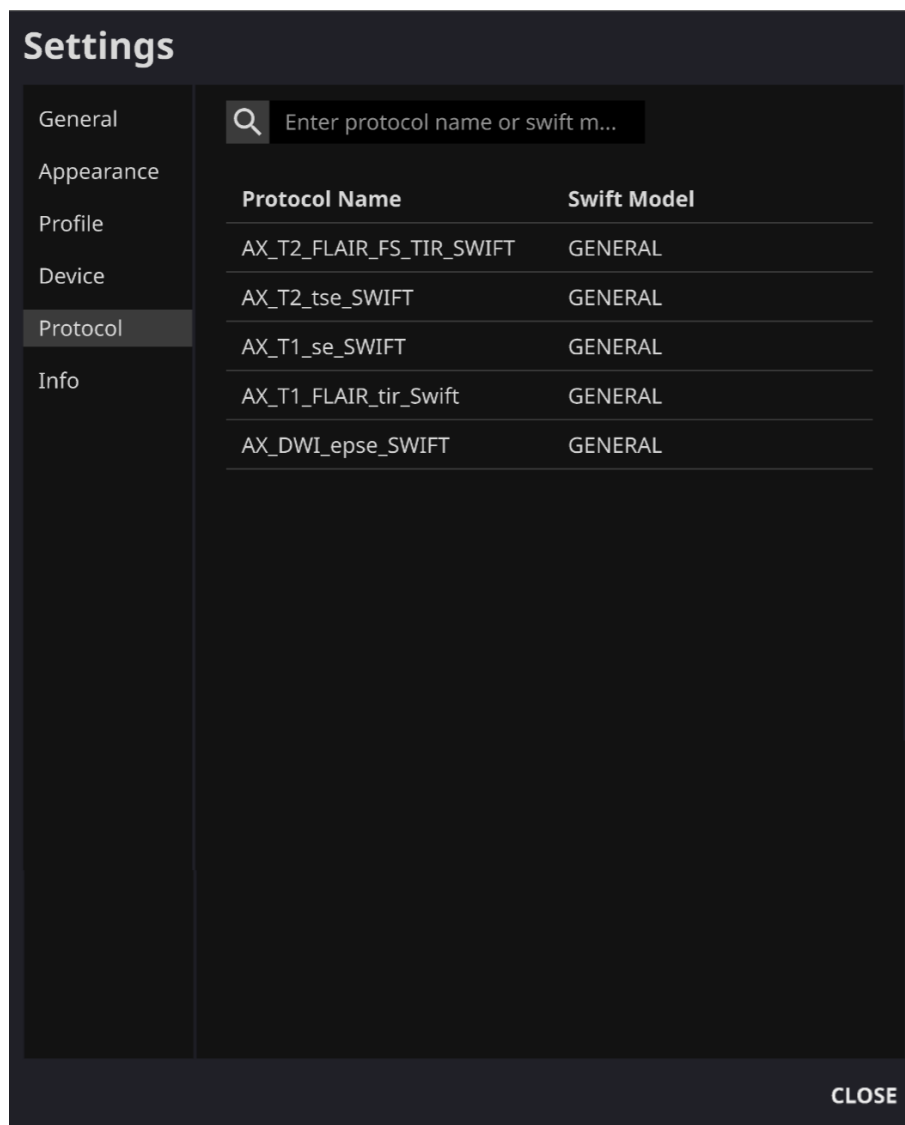 Settings
General
Appearance
Profile
Device
Protocol
Info
Enter protocol name or swift m...
Protocol Name Swift Model
AX_T2_FLAIR_FS_TIR_SWIFT GENERAL
AX_T2_tse_SWIFT GENERAL
AX_T1_se_SWIFT GENERAL
AX_T1_FLAIR_tir_Swift GENERAL
AX_DWI_epse_SWIFT GENERAL
CLOSE